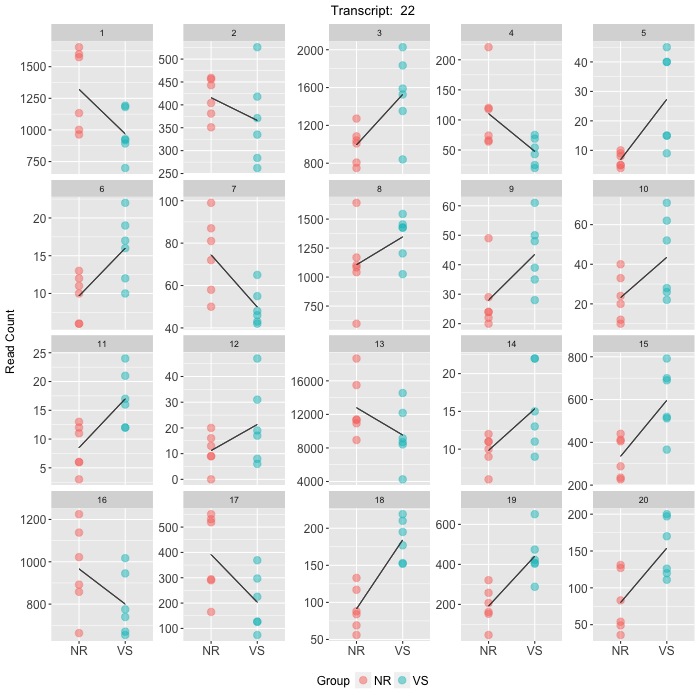 Transcript: 22
1 2 3 4 5
1500 1250 1000 750
500 450 400 350 300 250
2000 1600 1200 800
200 150 100 50
40 30 20 10
6 7 8 9 10
20 15 10
100 80 60 40
1500 1250 1000 750
60 50 40 30 20
60 40 20
Read Count
11 12 13 14 15
25 20 15 10 5
40 30 20 10 0
16000 12000 8000 4000
20 15 10
800 600 400 200
16 17 18 19 20
1200 1000 800
500 400 300 200 100
200 150 100 50
600 400 200
200 150 100 50
NR VS NR VS NR VS NR VS NR VS
Group NR VS